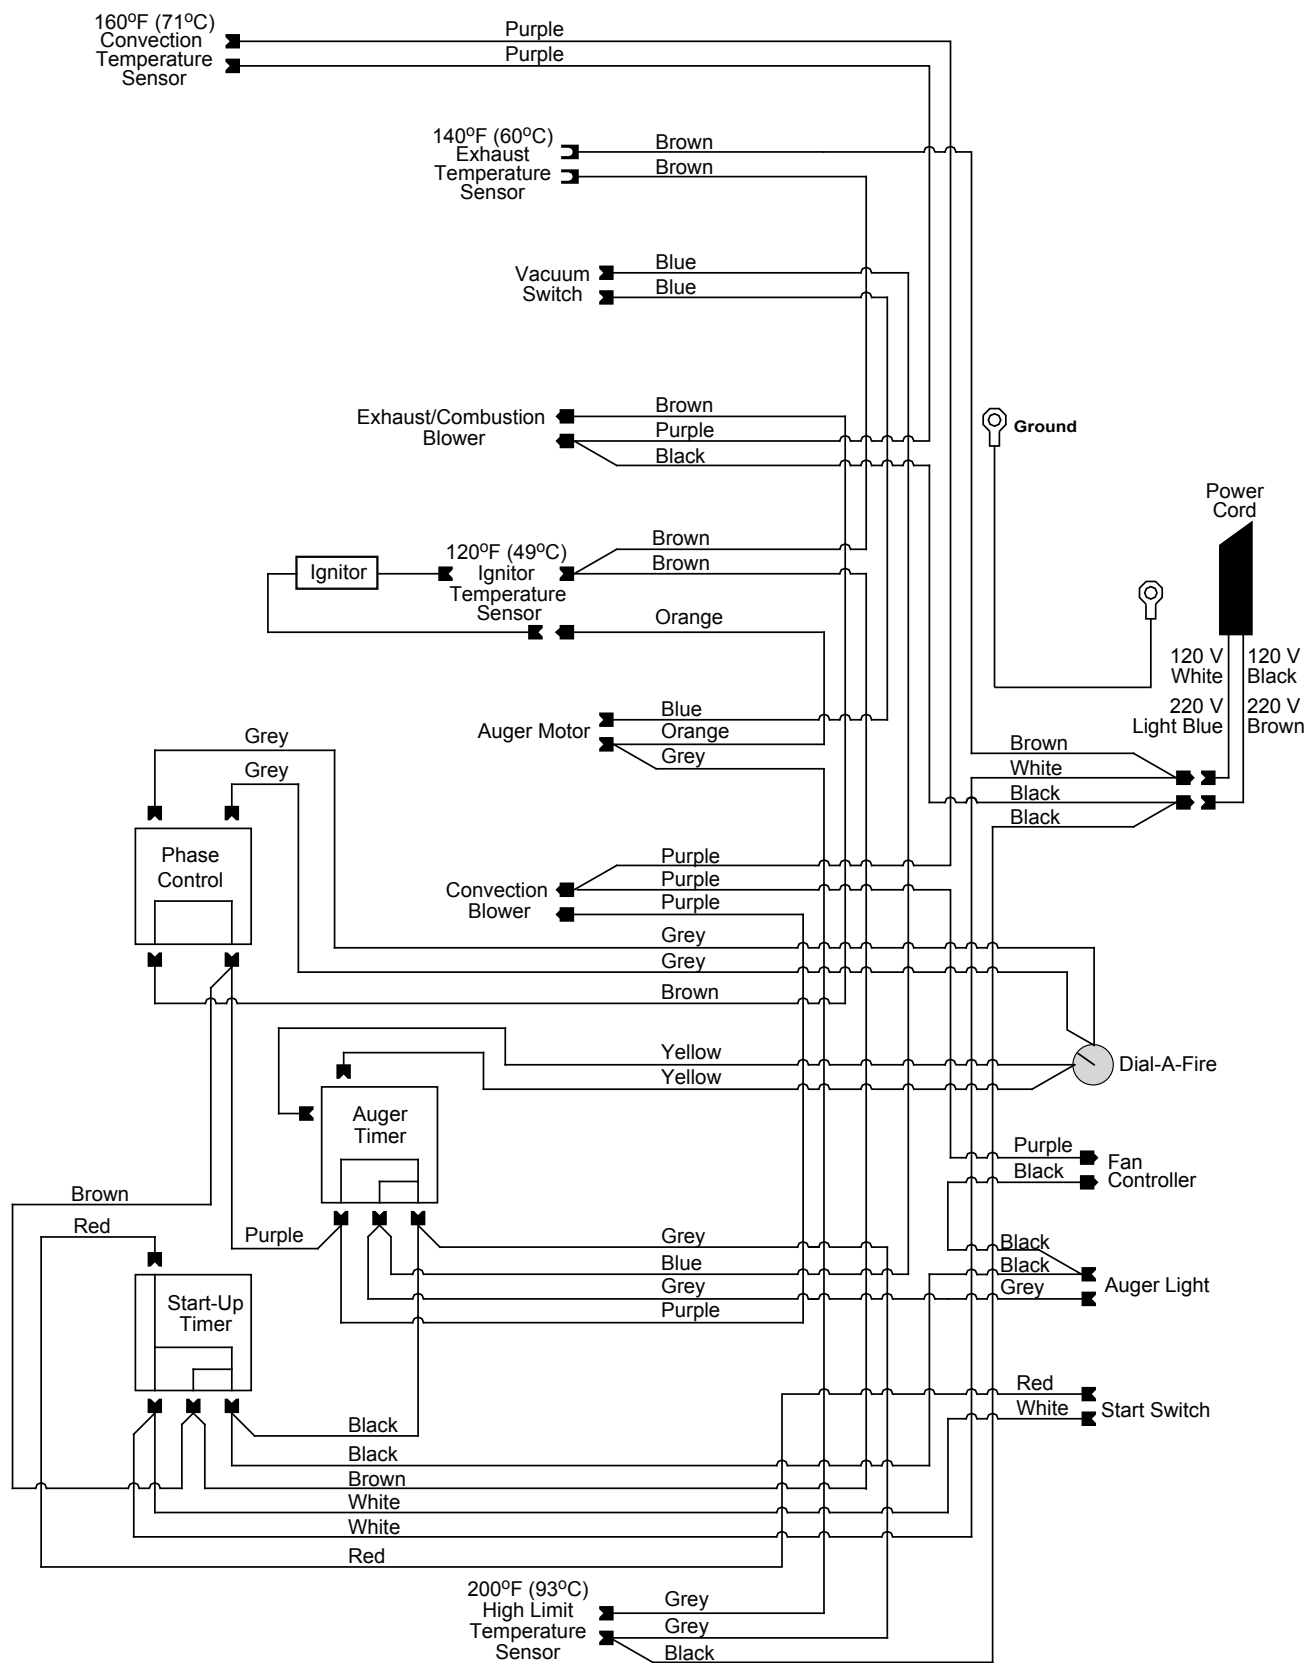 160ºF (71ºC)
Convection
Temperature
Sensor
Purple
Purple
140ºF (60ºC)
Exhaust
Temperature
Sensor
Brown
Brown
Vacuum
Switch
Blue
Blue
Exhaust/Combustion
Blower
Brown
Purple
Black
Ground
Power
Cord
Ignitor
120ºF (49ºC)
Ignitor
Temperature
Sensor
Brown
Brown
Orange
120 V
White
120 V
Black
220 V
Light Blue
220 V
Brown
Auger Motor
Blue
Orange
Grey
Grey
Grey
Brown
White
Black
Black
Phase
Control
Convection
Blower
Purple
Purple
Purple
Grey
Grey
Brown
Yellow
Yellow
Dial-A-Fire
Auger
Timer
Purple
Black
Fan
Controller
Brown
Red
Purple
Grey
Blue
Grey
Purple
Black
Black
Grey
Auger Light
Start-Up
Timer
Red
White
Start Switch
Black
Black
Brown
White
White
Red
200ºF (93ºC)
High Limit
Temperature
Sensor
Grey
Grey
Black